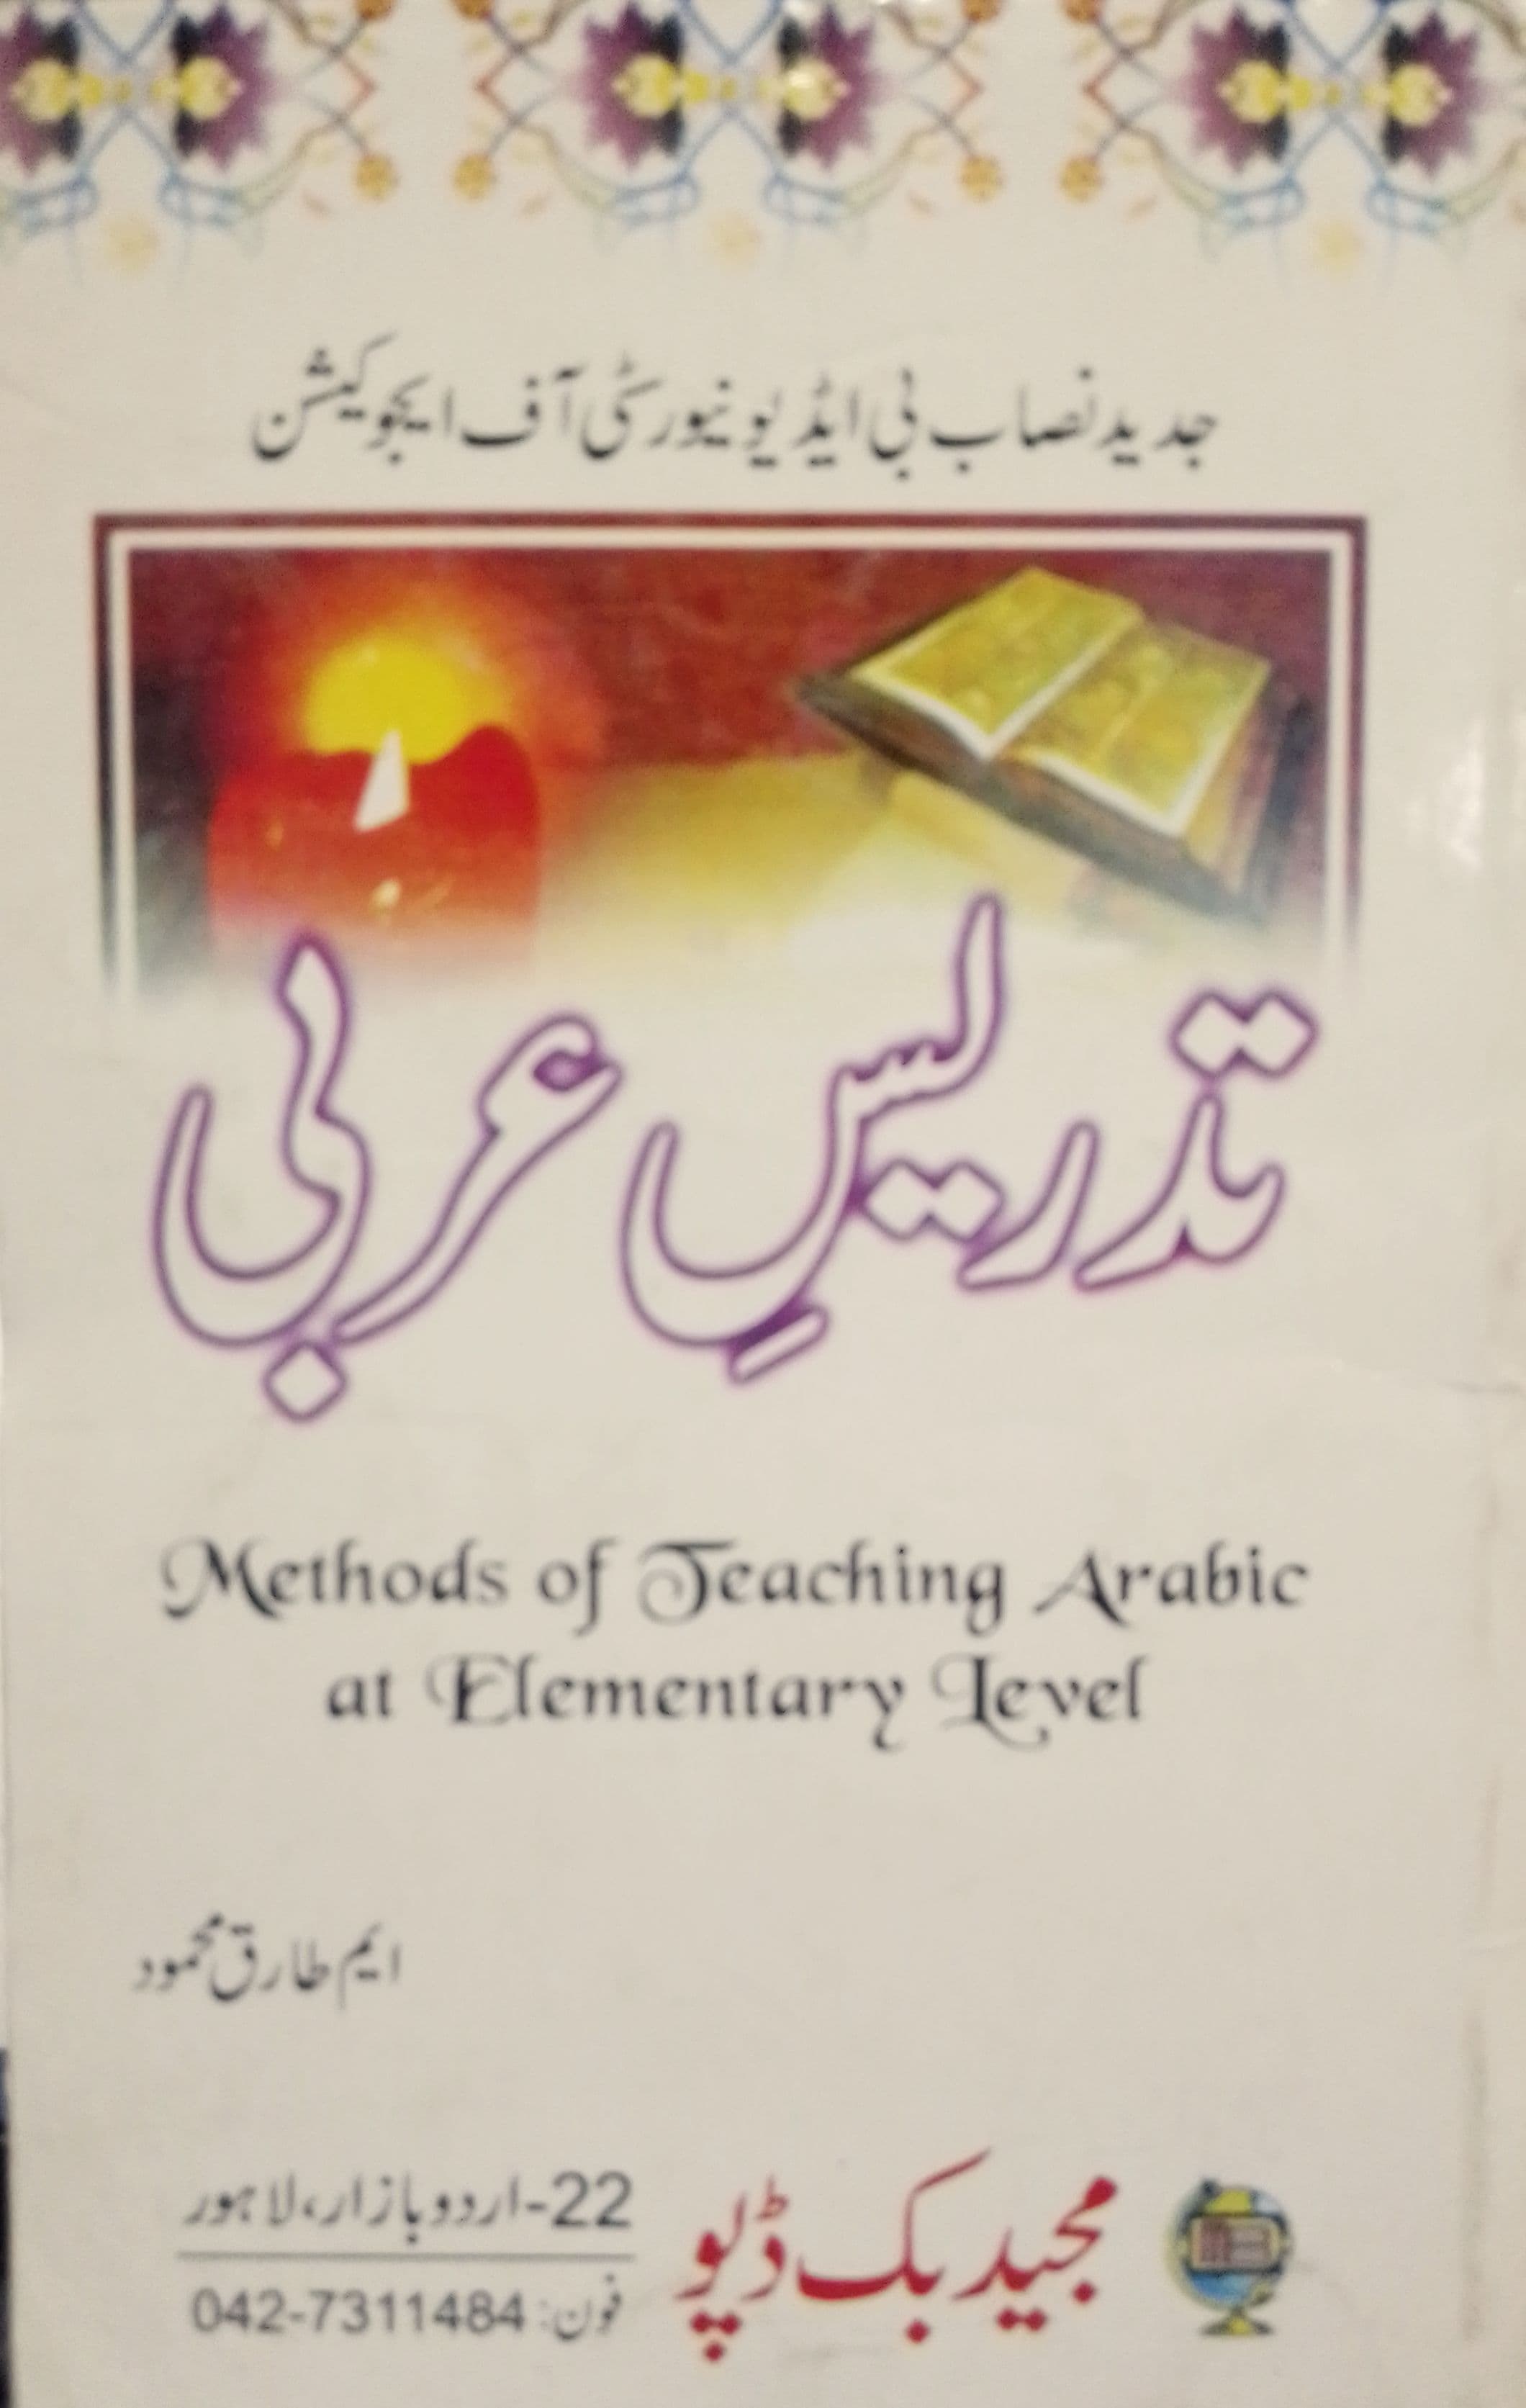 جدید نصاب بی ایڈ یونیورسٹی آف ایجوکیشن
تدریسِ عربی
Methods of Teaching Arabic
at Elementary Level
ایم طارق محمود
مجید بک ڈپو
22-اردو بازار، لاہور
فون: 042-7311484